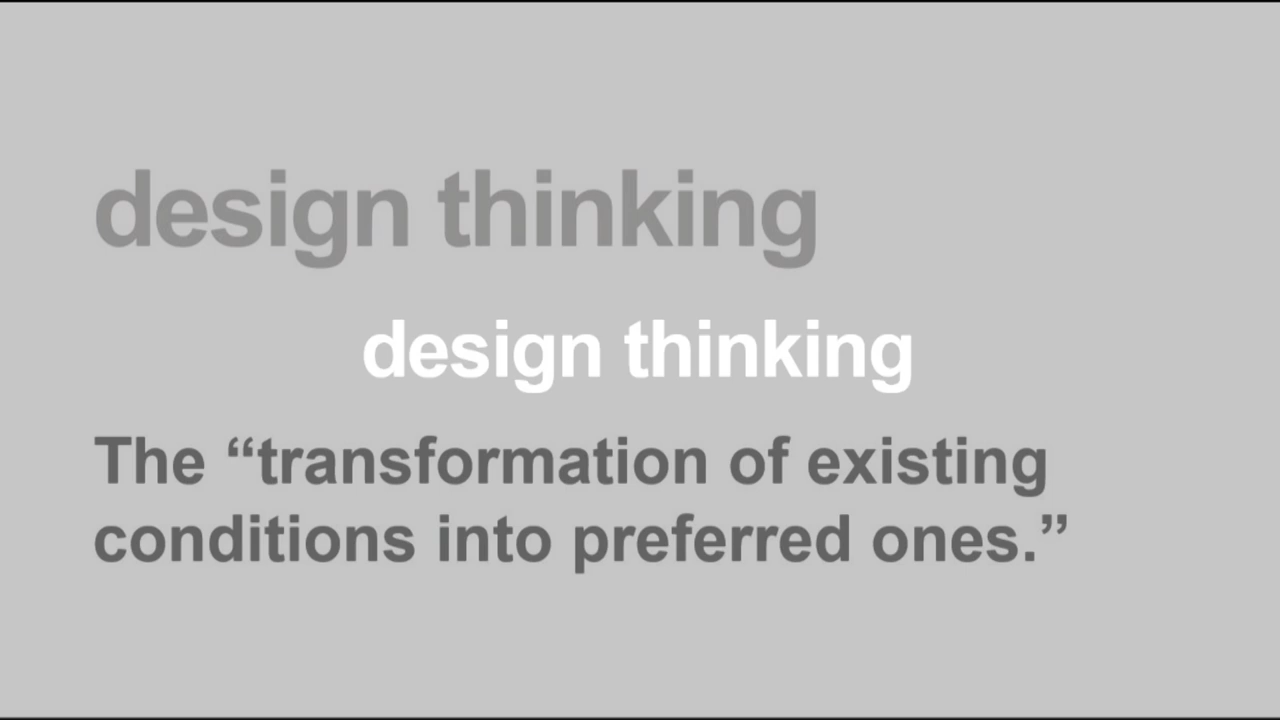 design thinking
design thinking
The “transformation of existing
conditions into preferred ones.”